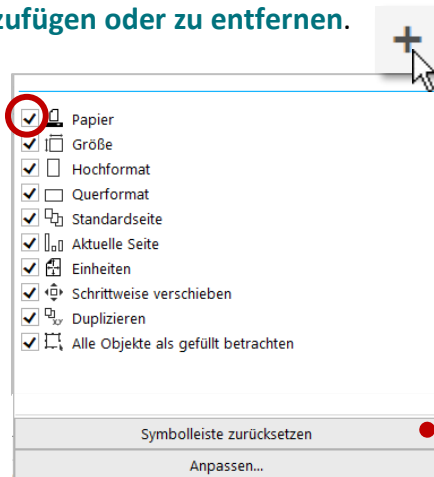 zufügen oder zu entfernen.
Papier
Größe
Hochformat
Querformat
Standardseite
Aktuelle Seite
Einheiten
Schrittweise verschieben
Duplizieren
Alle Objekte als gefüllt betrachten
Symbolleiste zurücksetzen
Anpassen...